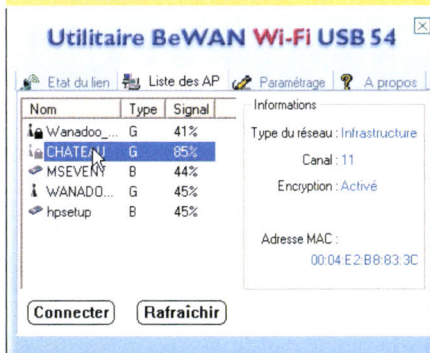 Utilitaire BeWAN Wi-Fi USB 54
Etat du lien Liste des AP Paramétrage A propos
Nom Type Signal
Wanadoo_... G 41%
CHATEAU G 85%
MSEVENY B 44%
WANADO... G 45%
hpsetup B 45%
Informations
Type du réseau : Infrastructure
Canal : 11
Encryption : Activé
Adresse MAC :
00:04:E2:B8:83:3C
Connecter Rafraîchir